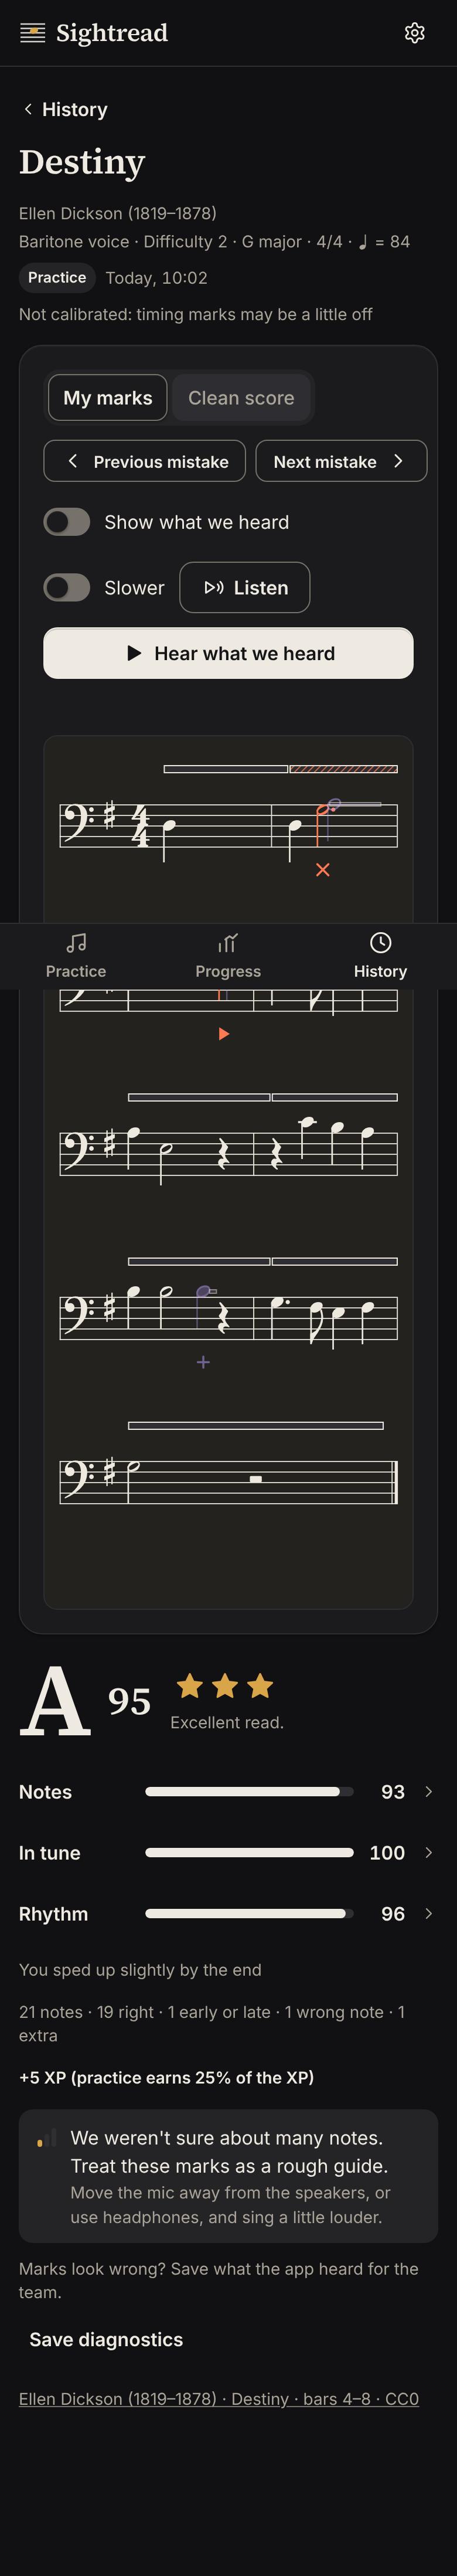 Sightread
History
Destiny
Ellen Dickson (1819–1878)
Baritone voice · Difficulty 2 · G major · 4/4 · ♩ = 84
Practice Today, 10:02
Not calibrated: timing marks may be a little off
My marks Clean score
Previous mistake Next mistake
Show what we heard
Slower Listen
Hear what we heard
4
4
Practice Progress History
A 95
Excellent read.
Notes 93
In tune 100
Rhythm 96
You sped up slightly by the end
21 notes · 19 right · 1 early or late · 1 wrong note · 1
extra
+5 XP (practice earns 25% of the XP)
We weren't sure about many notes.
Treat these marks as a rough guide.
Move the mic away from the speakers, or
use headphones, and sing a little louder.
Marks look wrong? Save what the app heard for the
team.
Save diagnostics
Ellen Dickson (1819–1878) · Destiny · bars 4–8 · CC0